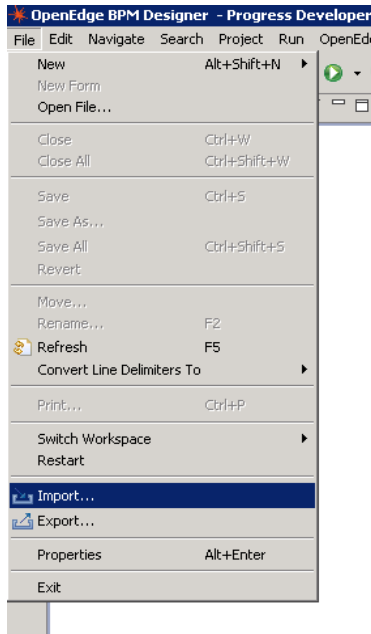 OpenEdge BPM Designer - Progress Developer
File Edit Navigate Search Project Run OpenEd
New Alt+Shift+N
New Form
Open File...
Close Ctrl+W
Close All Ctrl+Shift+W
Save Ctrl+S
Save As...
Save All Ctrl+Shift+S
Revert
Move...
Rename... F2
Refresh F5
Convert Line Delimiters To
Print... Ctrl+P
Switch Workspace
Restart
Import...
Export...
Properties Alt+Enter
Exit